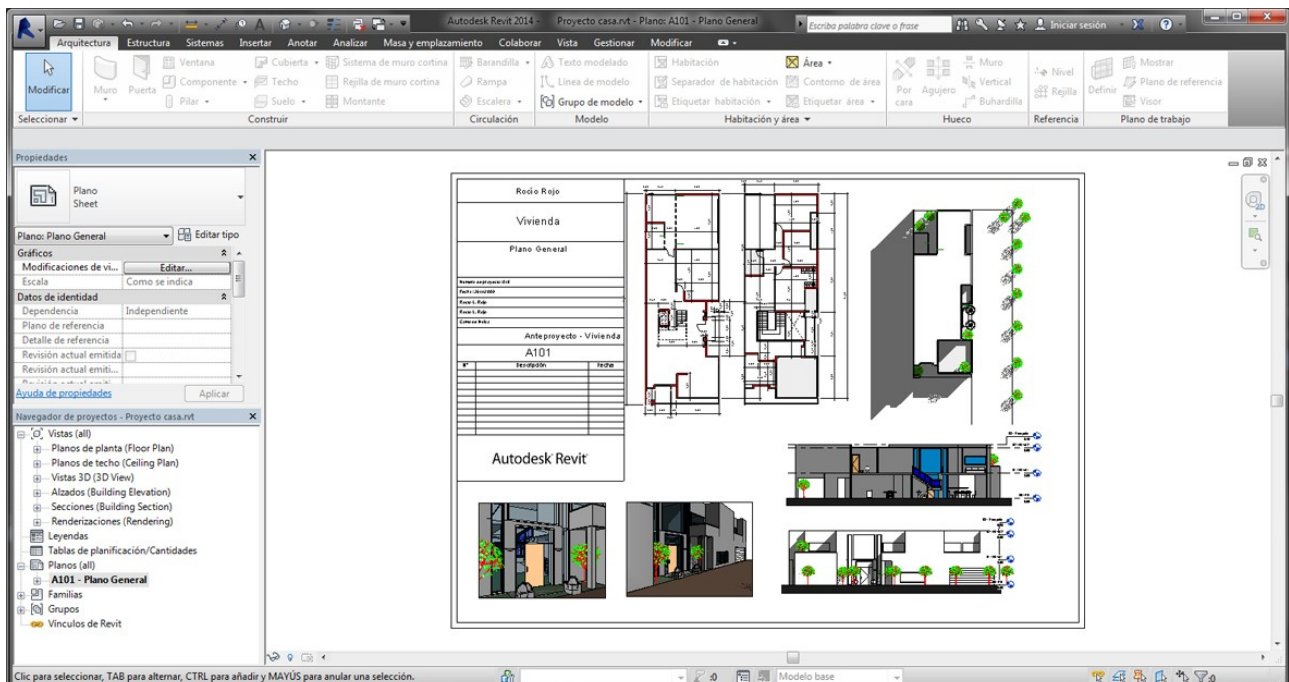 Autodesk Revit 2014 - Proyecto casa.rvt - Plano: A101 - Plano General
Escriba palabra clave o frase
Iniciar sesión
Arquitectura Estructura Sistemas Insertar Anotar Analizar Masa y emplazamiento Colaborar Vista Gestionar Modificar
Modificar
Muro
Puerta
Ventana
Componente
Pilar
Cubierta
Techo
Suelo
Sistema de muro cortina
Rejilla de muro cortina
Montante
Barandilla
Rampa
Escalera
Texto modelado
Línea de modelo
Grupo de modelo
Habitación
Separador de habitación
Etiquetar habitación
Área
Contorno de área
Etiquetar área
Por cara
Agujero
Muro
Vertical
Buhardilla
Nivel
Rejilla
Definir
Mostrar
Plano de referencia
Visor
Seleccionar Construir Circulación Modelo Habitación y área Hueco Referencia Plano de trabajo
Propiedades
Plano
Sheet
Plano: Plano General Editar tipo
Gráficos
Modificaciones de vi... Editar...
Escala Como se indica
Datos de identidad
Dependencia Independiente
Plano de referencia
Detalle de referencia
Revisión actual emitida
Revisión actual emiti...
Ayuda de propiedades Aplicar
Navegador de proyectos - Proyecto casa.rvt
Vistas (all)
Planos de planta (Floor Plan)
Planos de techo (Ceiling Plan)
Vistas 3D (3D View)
Alzados (Building Elevation)
Secciones (Building Section)
Renderizaciones (Rendering)
Leyendas
Tablas de planificación/Cantidades
Planos (all)
A101 - Plano General
Familias
Grupos
Vínculos de Revit
Rocío Rojo
Vivienda
Plano General
Anteproyecto - Vivienda
A101
Nº Descripción Fecha
Autodesk Revit
Clic para seleccionar, TAB para alternar, CTRL para añadir y MAYÚS para anular una selección.
:0
Modelo base
:0